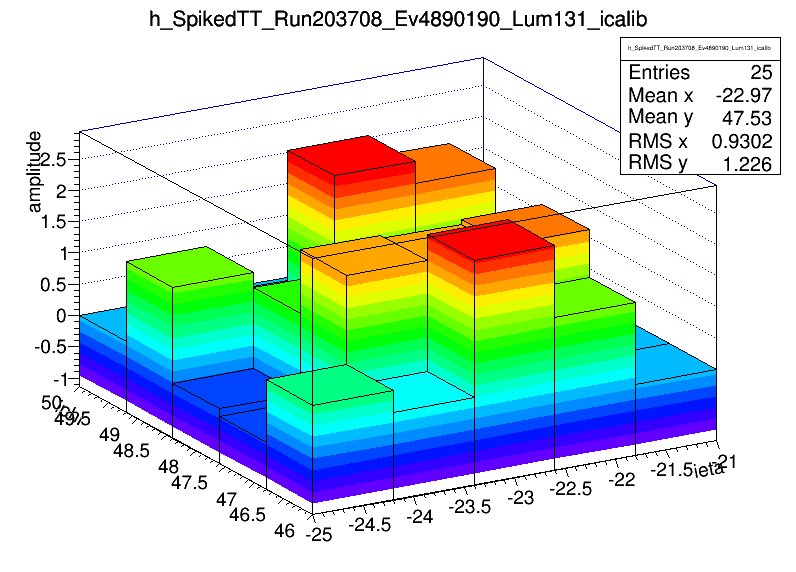 h_SpikedTT_Run203708_Ev4890190_Lum131_icalib
h_SpikedTT_Run203708_Ev4890190_Lum131_icalib
Entries 25
Mean x -22.97
Mean y 47.53
RMS x 0.9302
RMS y 1.226
amplitude
2.5
2
1.5
1
0.5
0
-0.5
-1
50
49.5
49
48.5
48
47.5
47
46.5
46
-25
-24.5
-24
-23.5
-23
-22.5
-22
-21.5
-21
ieta